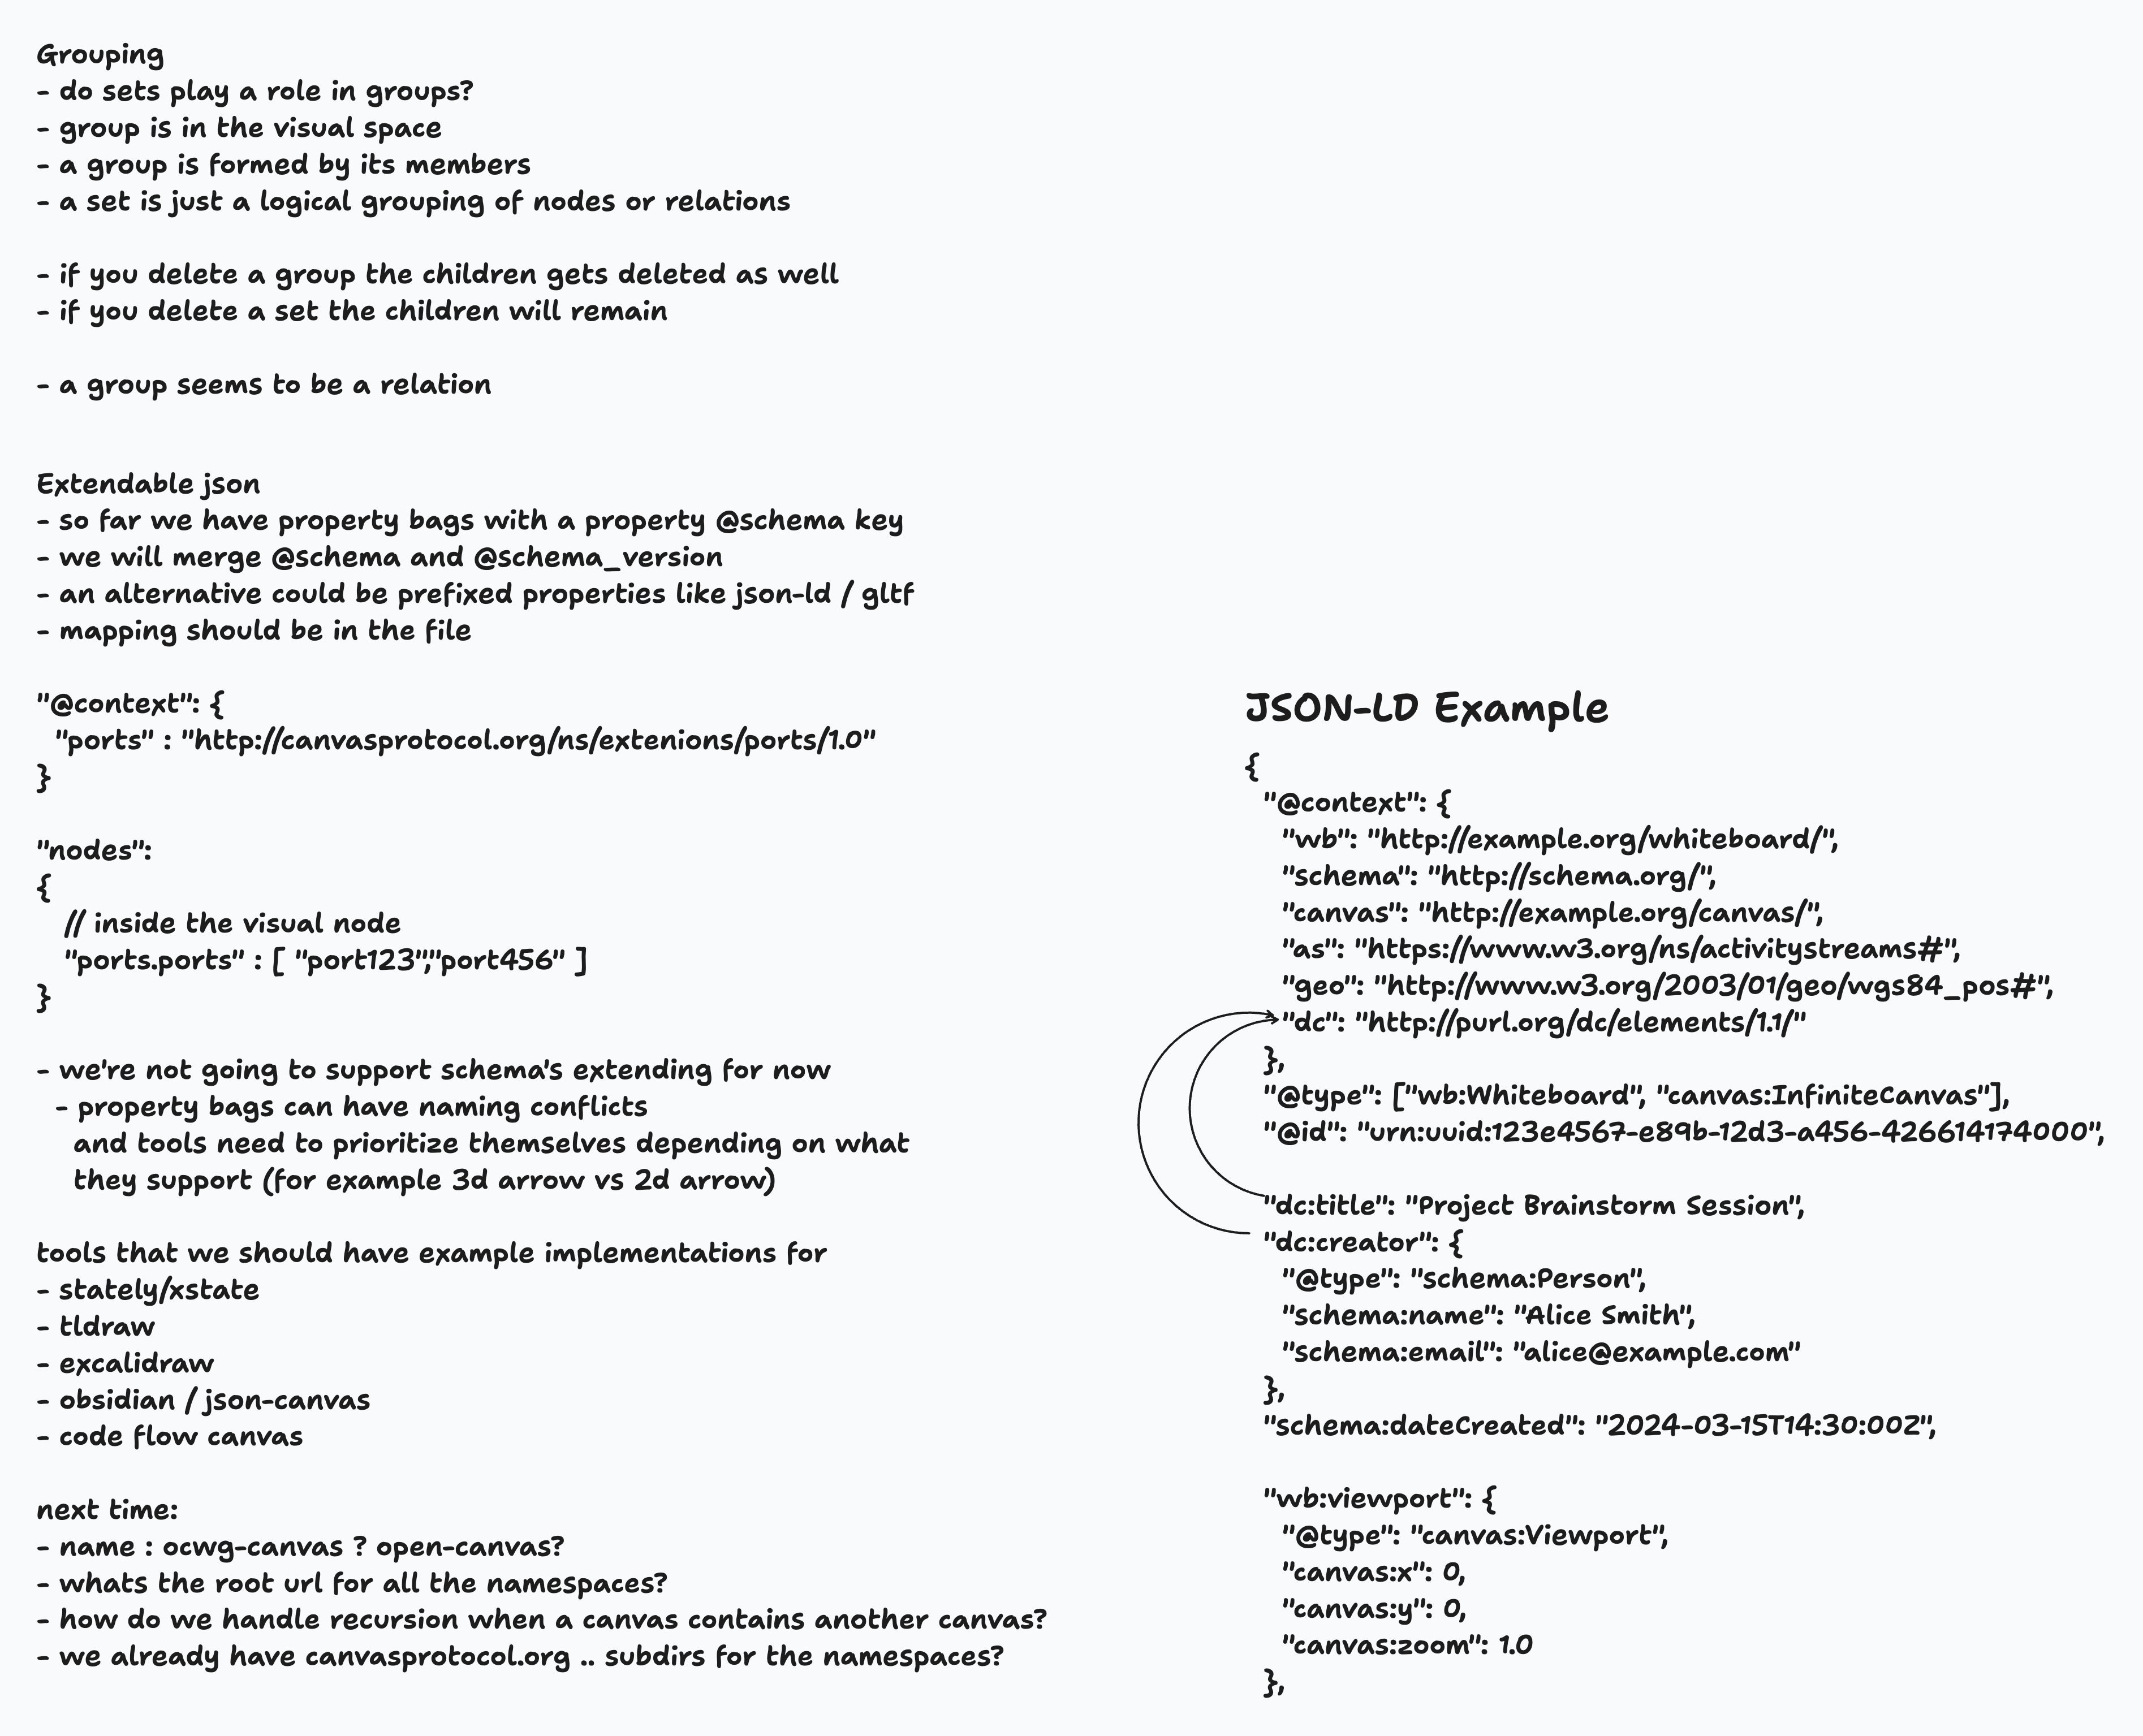 Grouping
- do sets play a role in groups?
- group is in the visual space
- a group is formed by its members
- a set is just a logical grouping of nodes or relations
- if you delete a group the children gets deleted as well
- if you delete a set the children will remain
- a group seems to be a relation
Extendable json
- so far we have property bags with a property @schema key
- we will merge @schema and @schema_version
- an alternative could be prefixed properties like json-ld / gltf
- mapping should be in the file
"@context": {
"ports" : "http://canvasprotocol.org/ns/extenions/ports/1.0"
}
"nodes":
{
// inside the visual node
"ports.ports" : [ "port123","port456" ]
}
- we're not going to support schema's extending for now
- property bags can have naming conflicts
and tools need to prioritize themselves depending on what
they support (for example 3d arrow vs 2d arrow)
tools that we should have example implementations for
- stately/xstate
- tldraw
- excalidraw
- obsidian / json-canvas
- code flow canvas
next time:
- name : ocwg-canvas ? open-canvas?
- whats the root url for all the namespaces?
- how do we handle recursion when a canvas contains another canvas?
- we already have canvasprotocol.org .. subdirs for the namespaces?
JSON-LD Example
{
"@context": {
"wb": "http://example.org/whiteboard/",
"schema": "http://schema.org/",
"canvas": "http://example.org/canvas/",
"as": "https://www.w3.org/ns/activitystreams#",
"geo": "http://www.w3.org/2003/01/geo/wgs84_pos#",
"dc": "http://purl.org/dc/elements/1.1/"
},
"@type": ["wb:Whiteboard", "canvas:InfiniteCanvas"],
"@id": "urn:uuid:123e4567-e89b-12d3-a456-426614174000",
"dc:title": "Project Brainstorm Session",
"dc:creator": {
"@type": "schema:Person",
"schema:name": "Alice Smith",
"schema:email": "alice@example.com"
},
"schema:dateCreated": "2024-03-15T14:30:00Z",
"wb:viewport": {
"@type": "canvas:Viewport",
"canvas:x": 0,
"canvas:y": 0,
"canvas:zoom": 1.0
},